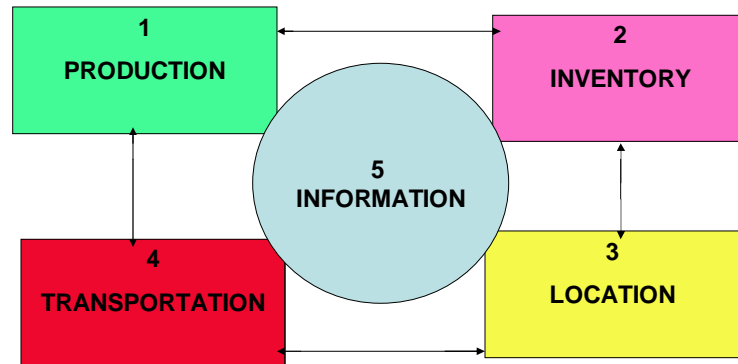 1
PRODUCTION
2
INVENTORY
5
INFORMATION
4
TRANSPORTATION
3
LOCATION